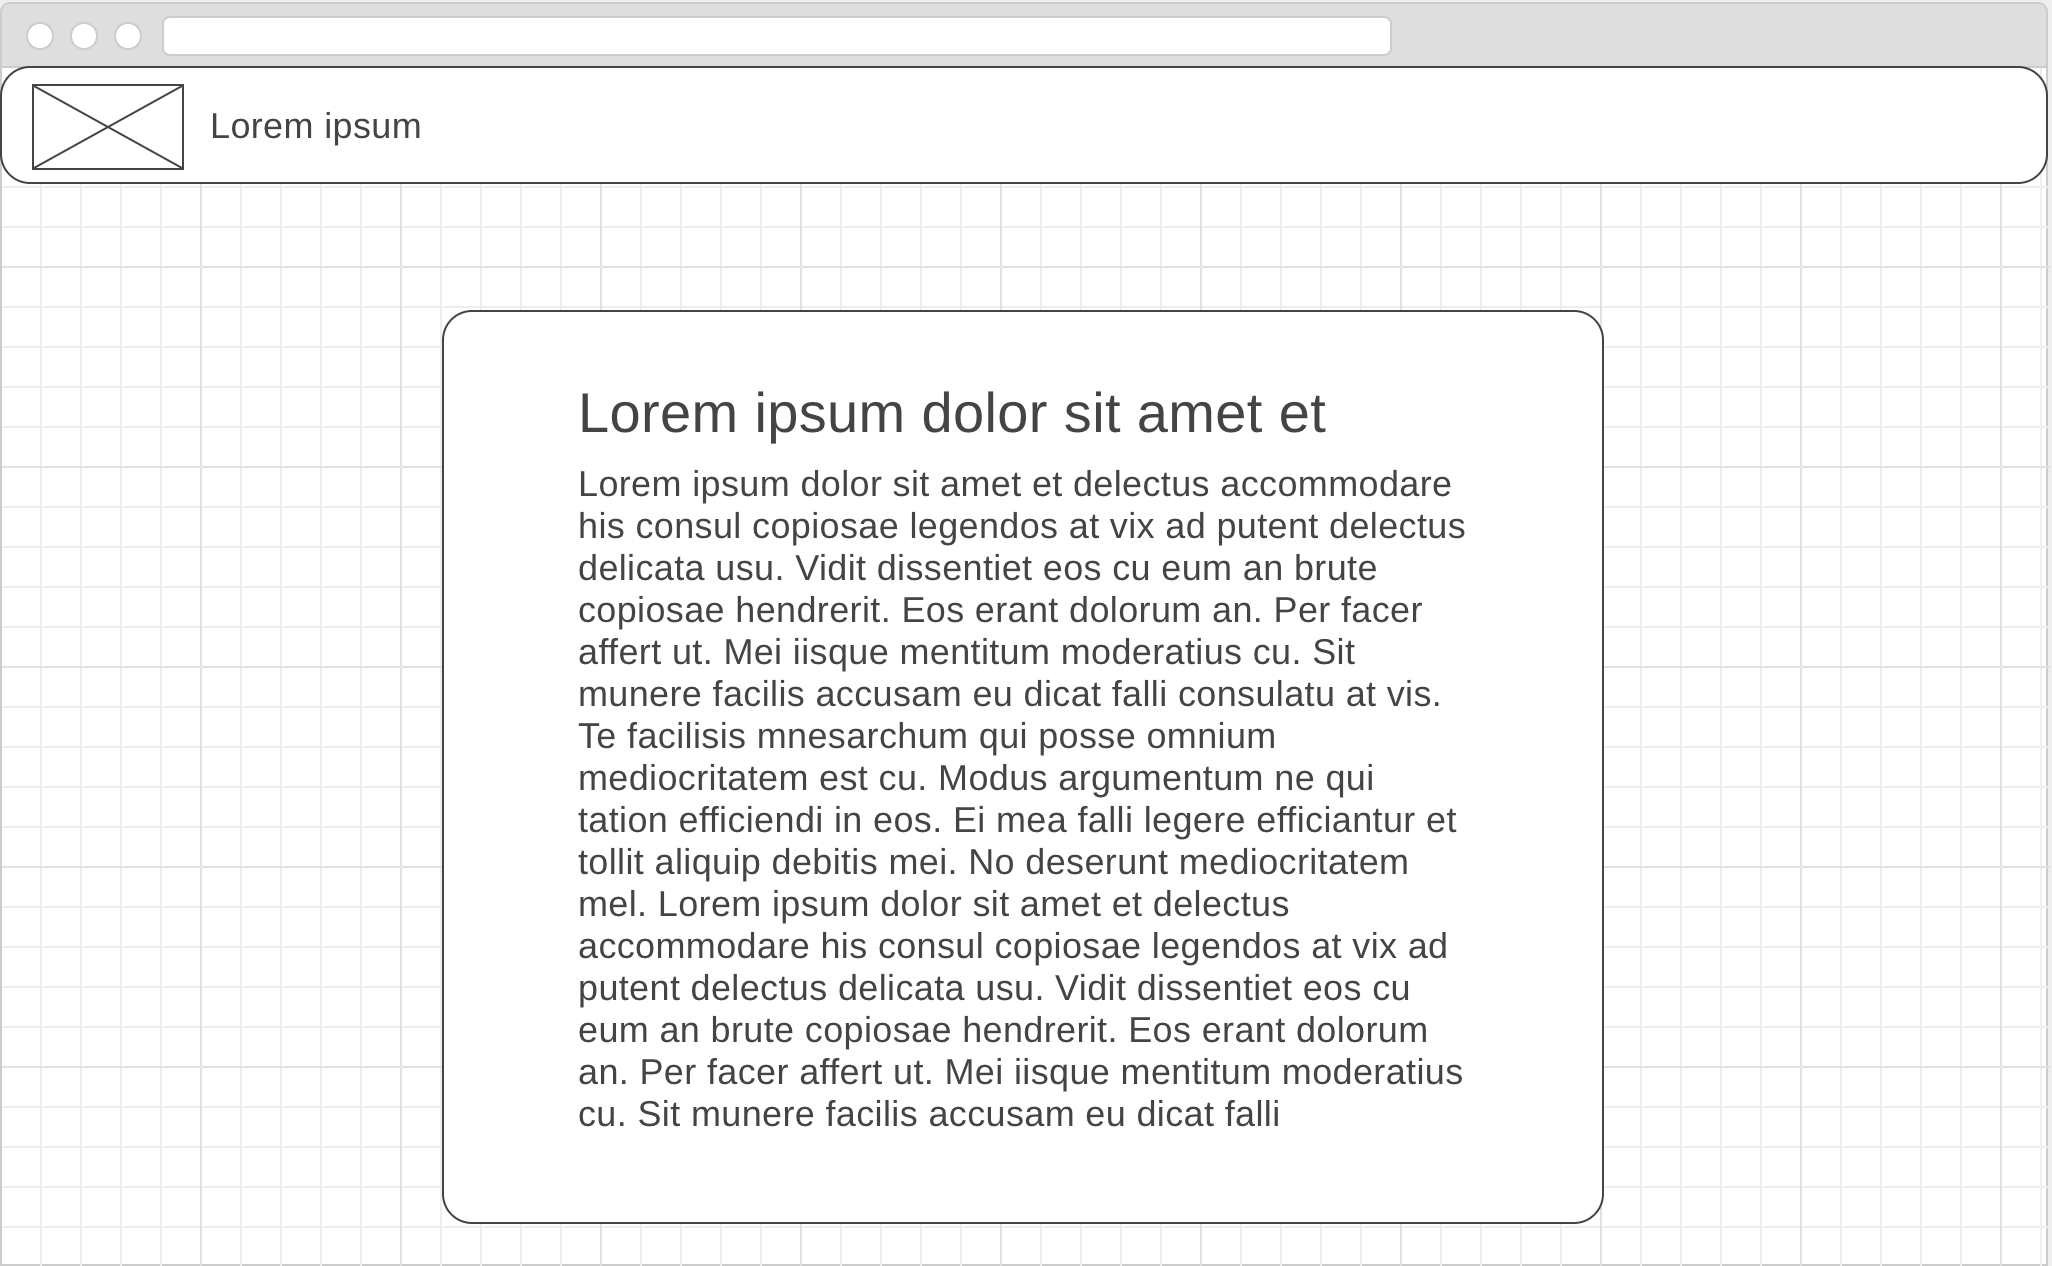 Lorem ipsum
Lorem ipsum dolor sit amet et
Lorem ipsum dolor sit amet et delectus accommodare
his consul copiosae legendos at vix ad putent delectus
delicata usu. Vidit dissentiet eos cu eum an brute
copiosae hendrerit. Eos erant dolorum an. Per facer
affert ut. Mei iisque mentitum moderatius cu. Sit
munere facilis accusam eu dicat falli consulatu at vis.
Te facilisis mnesarchum qui posse omnium
mediocritatem est cu. Modus argumentum ne qui
tation efficiendi in eos. Ei mea falli legere efficiantur et
tollit aliquip debitis mei. No deserunt mediocritatem
mel. Lorem ipsum dolor sit amet et delectus
accommodare his consul copiosae legendos at vix ad
putent delectus delicata usu. Vidit dissentiet eos cu
eum an brute copiosae hendrerit. Eos erant dolorum
an. Per facer affert ut. Mei iisque mentitum moderatius
cu. Sit munere facilis accusam eu dicat falli